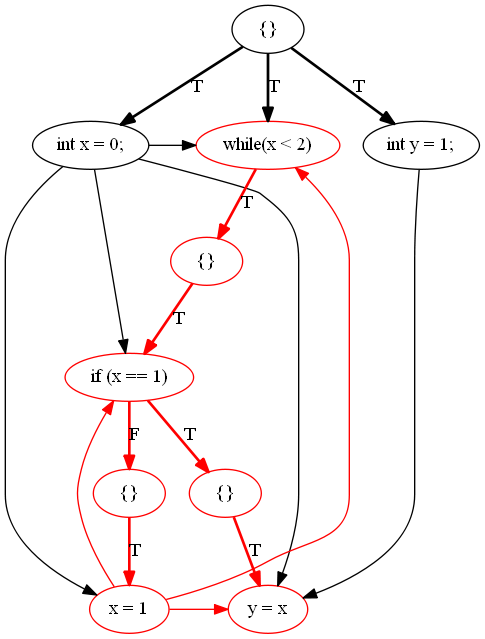 {}
T
T
T
int x = 0;
while(x < 2)
int y = 1;
T
{}
T
if (x == 1)
F
T
{}
{}
T
T
x = 1
y = x